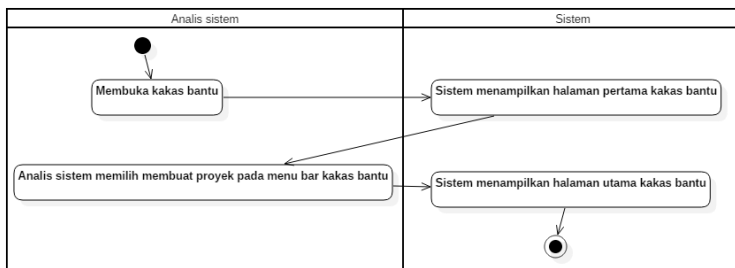 Analis sistem
Sistem
Membuka kakas bantu
Sistem menampilkan halaman pertama kakas bantu
Analis sistem memilih membuat proyek pada menu bar kakas bantu
Sistem menampilkan halaman utama kakas bantu